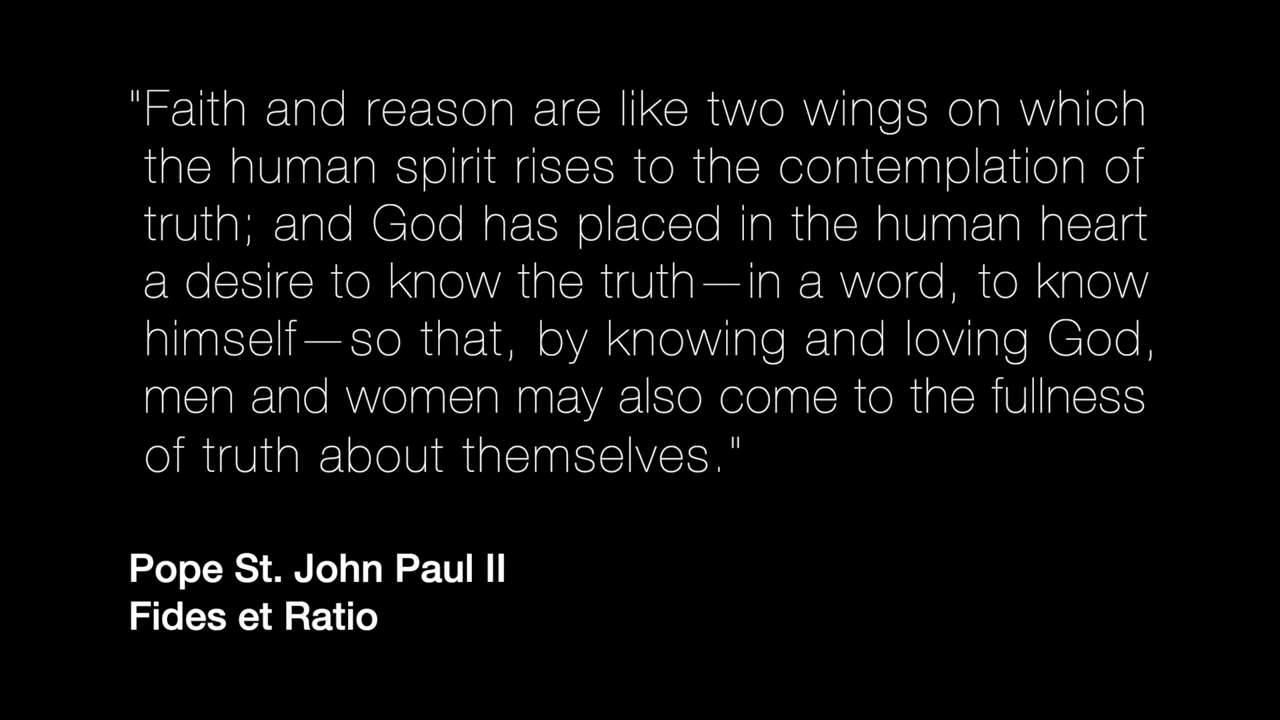 "Faith and reason are like two wings on which
the human spirit rises to the contemplation of
truth; and God has placed in the human heart
a desire to know the truth—in a word, to know
himself—so that, by knowing and loving God,
men and women may also come to the fullness
of truth about themselves."
Pope St. John Paul II
Fides et Ratio